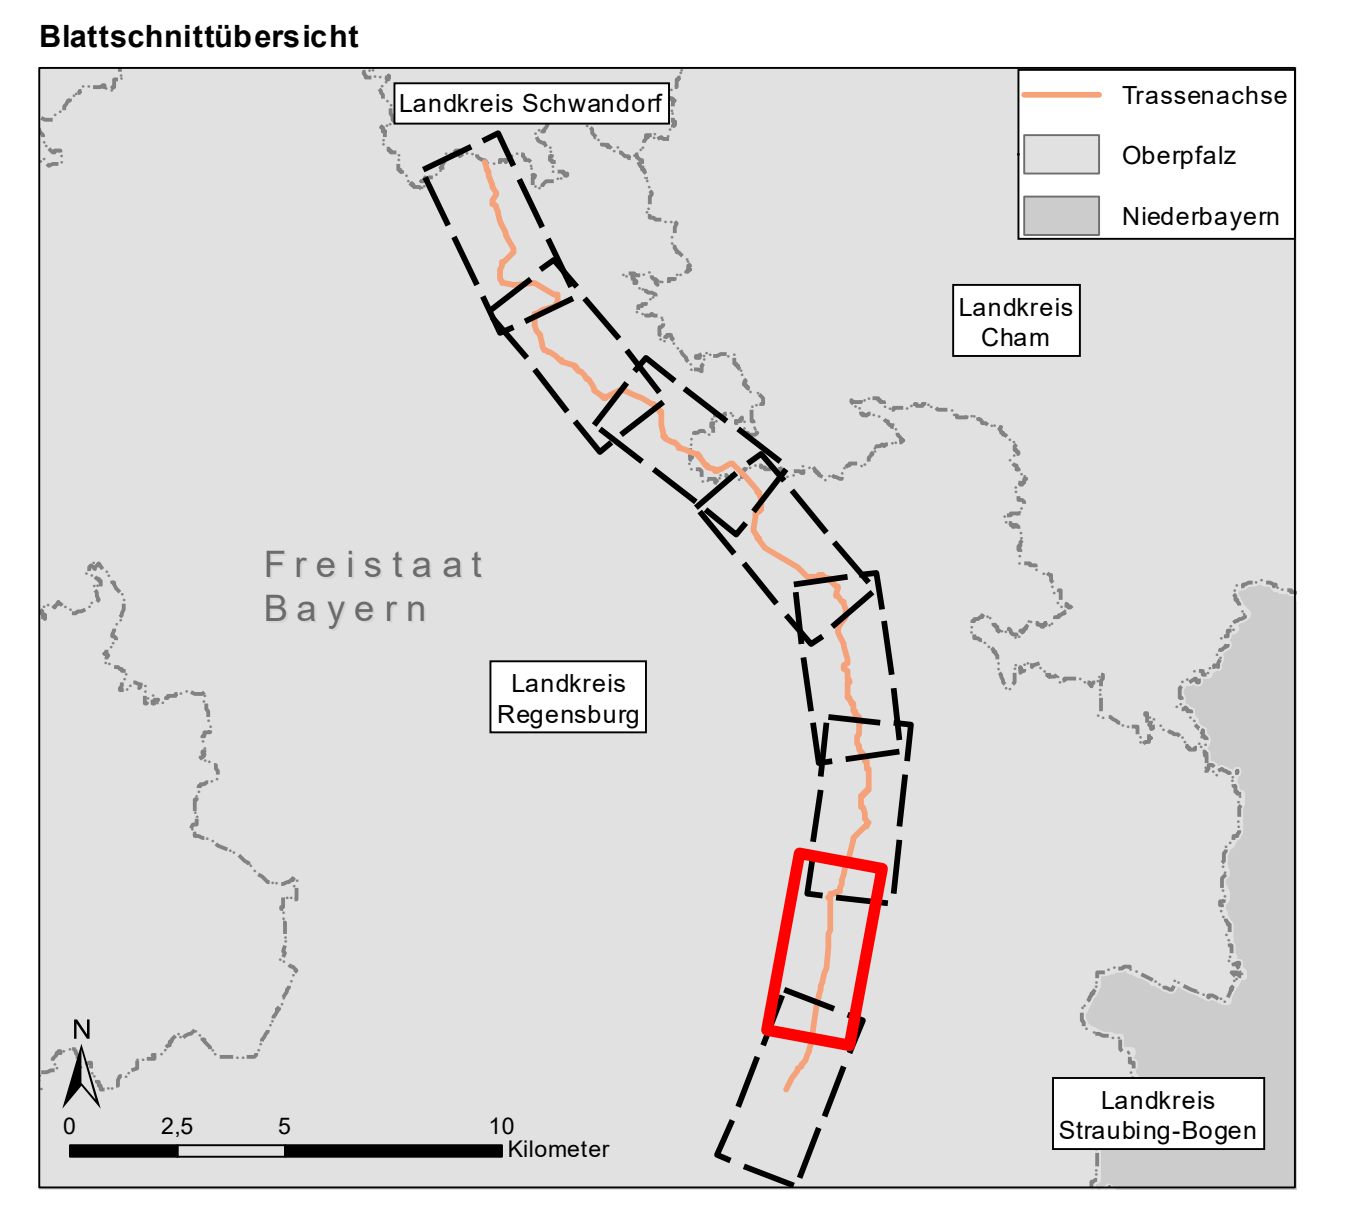 Blattschnittübersicht
Landkreis Schwandorf
Trassenachse
Oberpfalz
Niederbayern
Landkreis
Cham
Freistaat
Bayern
Landkreis
Regensburg
N
0 2,5 5 10
Kilometer
Landkreis
Straubing-Bogen